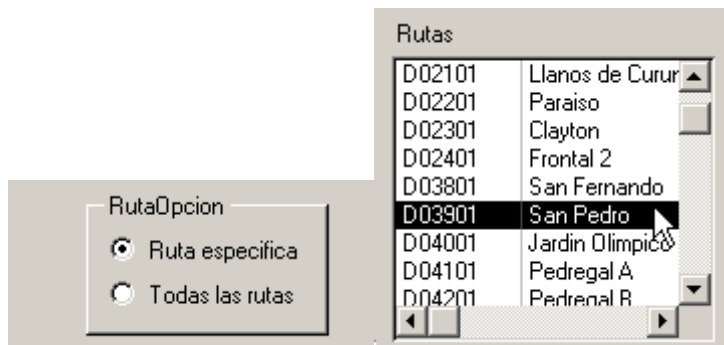 Rutas
D02101 Llanos de Curur
D02201 Paraiso
D02301 Clayton
D02401 Frontal 2
D03801 San Fernando
D03901 San Pedro
D04001 Jardin Olimpico
D04101 Pedregal A
D04201 Pedregal B
RutaOpcion
Ruta especifica
Todas las rutas